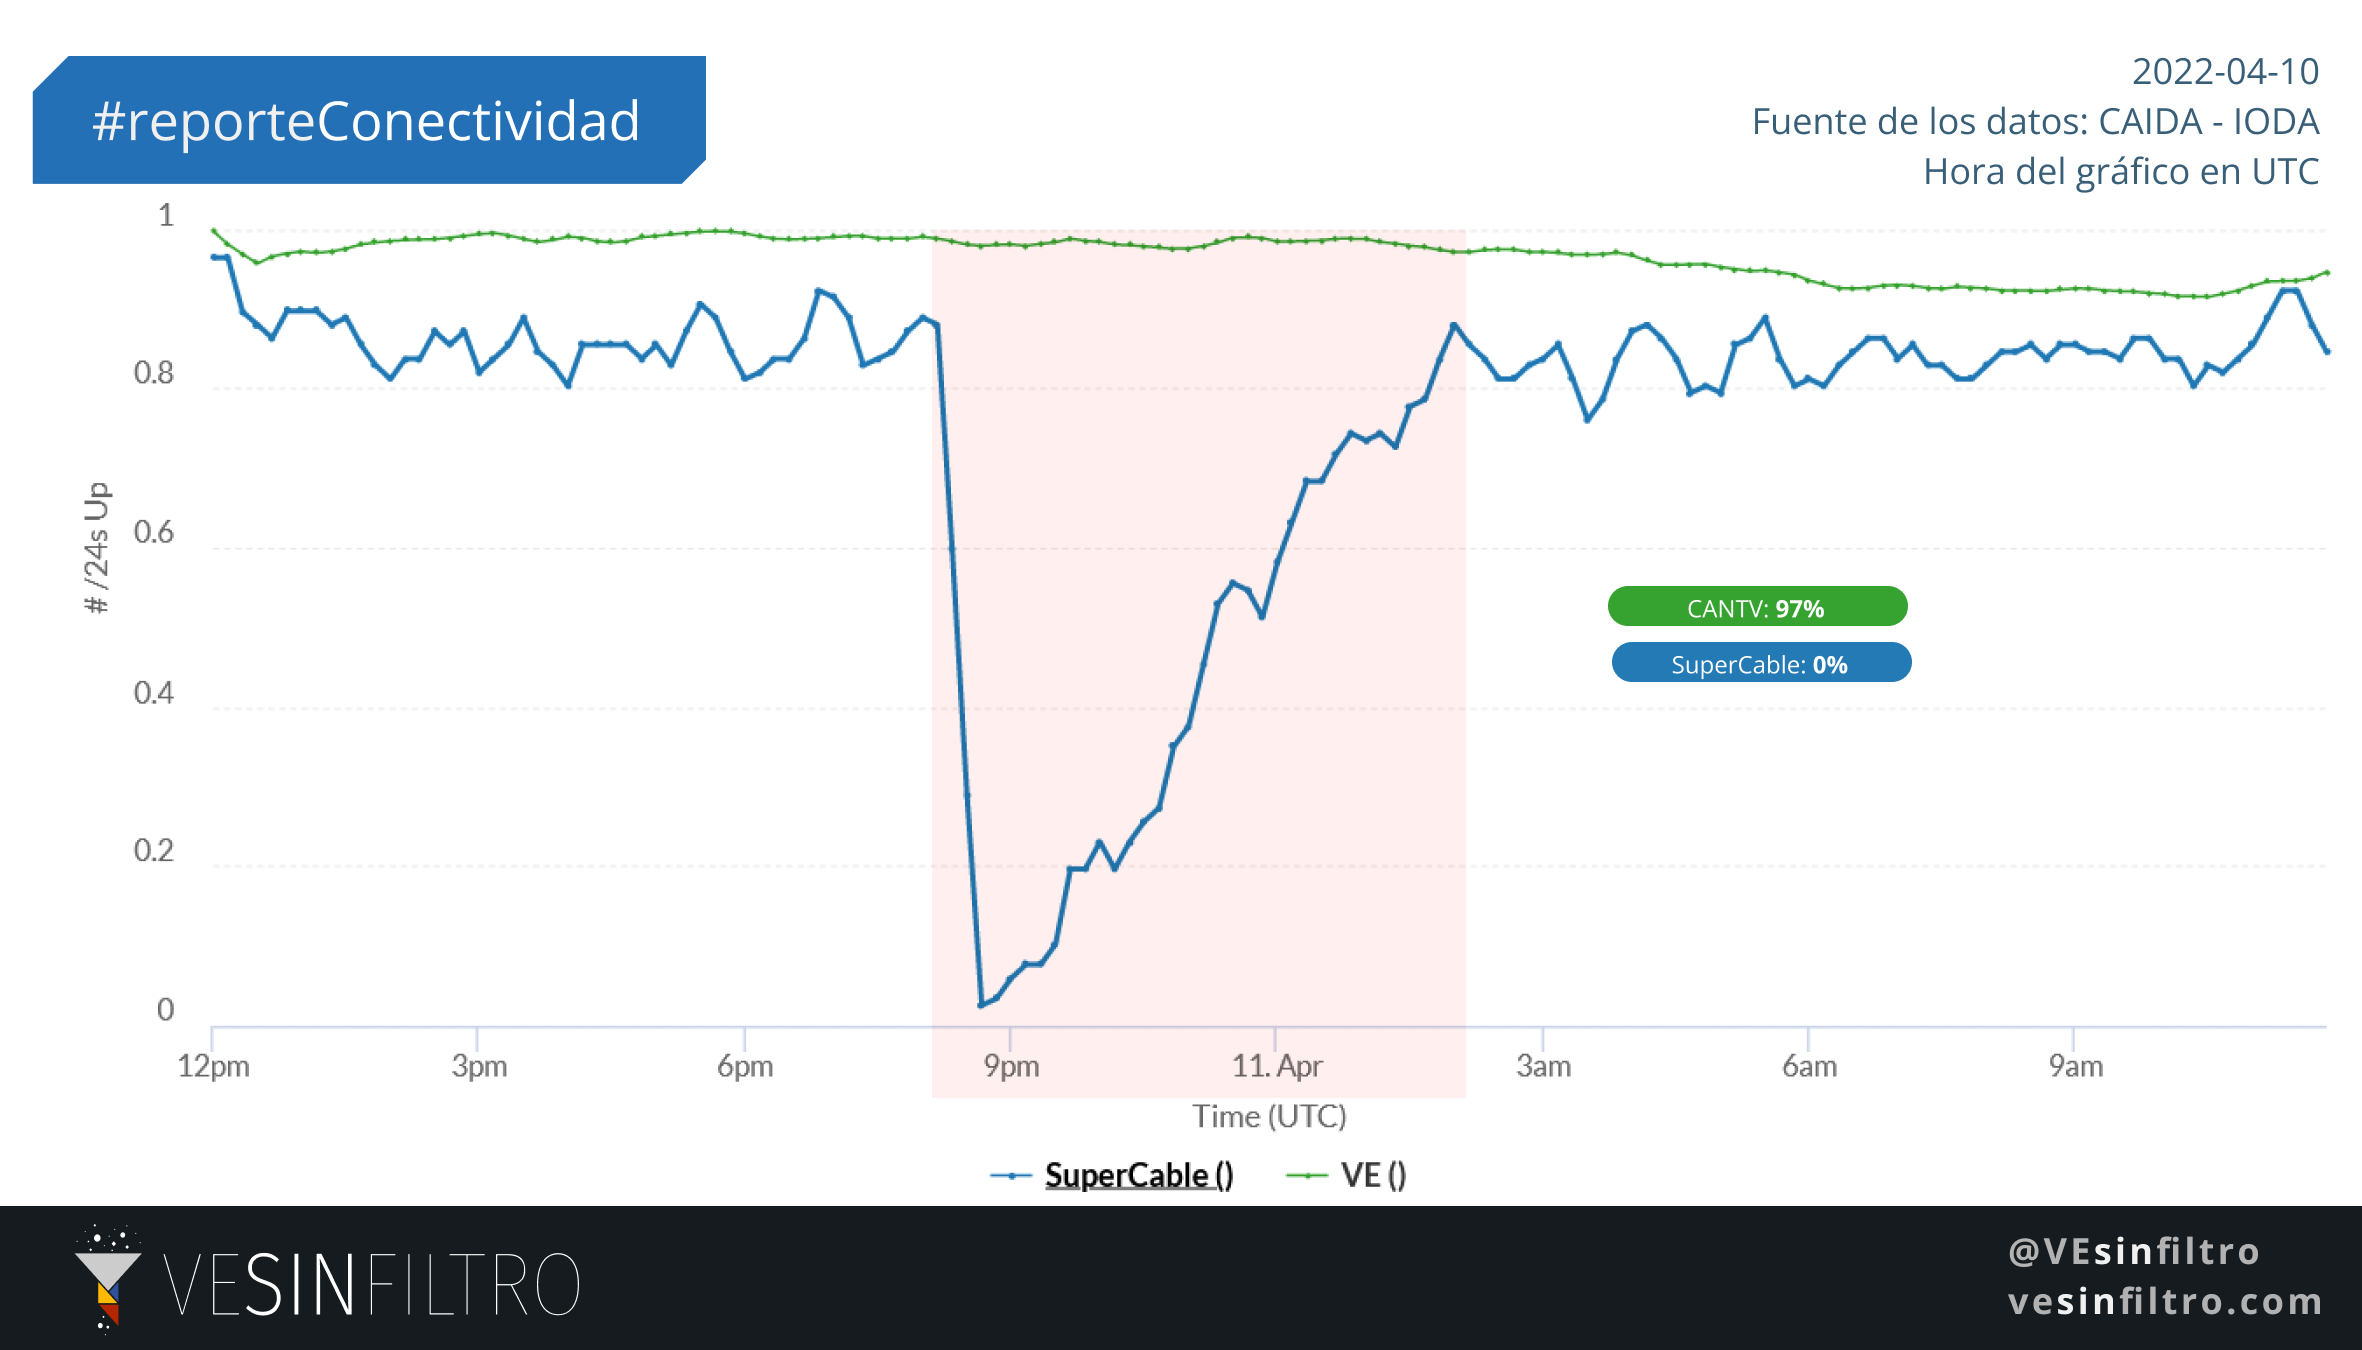 #reporteConectividad
2022-04-10
Fuente de los datos: CAIDA - IODA
Hora del gráfico en UTC
1
0.8
0.6
0.4
0.2
0
# /24s Up
CANTV: 97%
SuperCable: 0%
12pm 3pm 6pm 9pm 11. Apr 3am 6am 9am
Time (UTC)
SuperCable () VE ()
VESINFILTRO
@VEsinfiltro
vesinfiltro.com